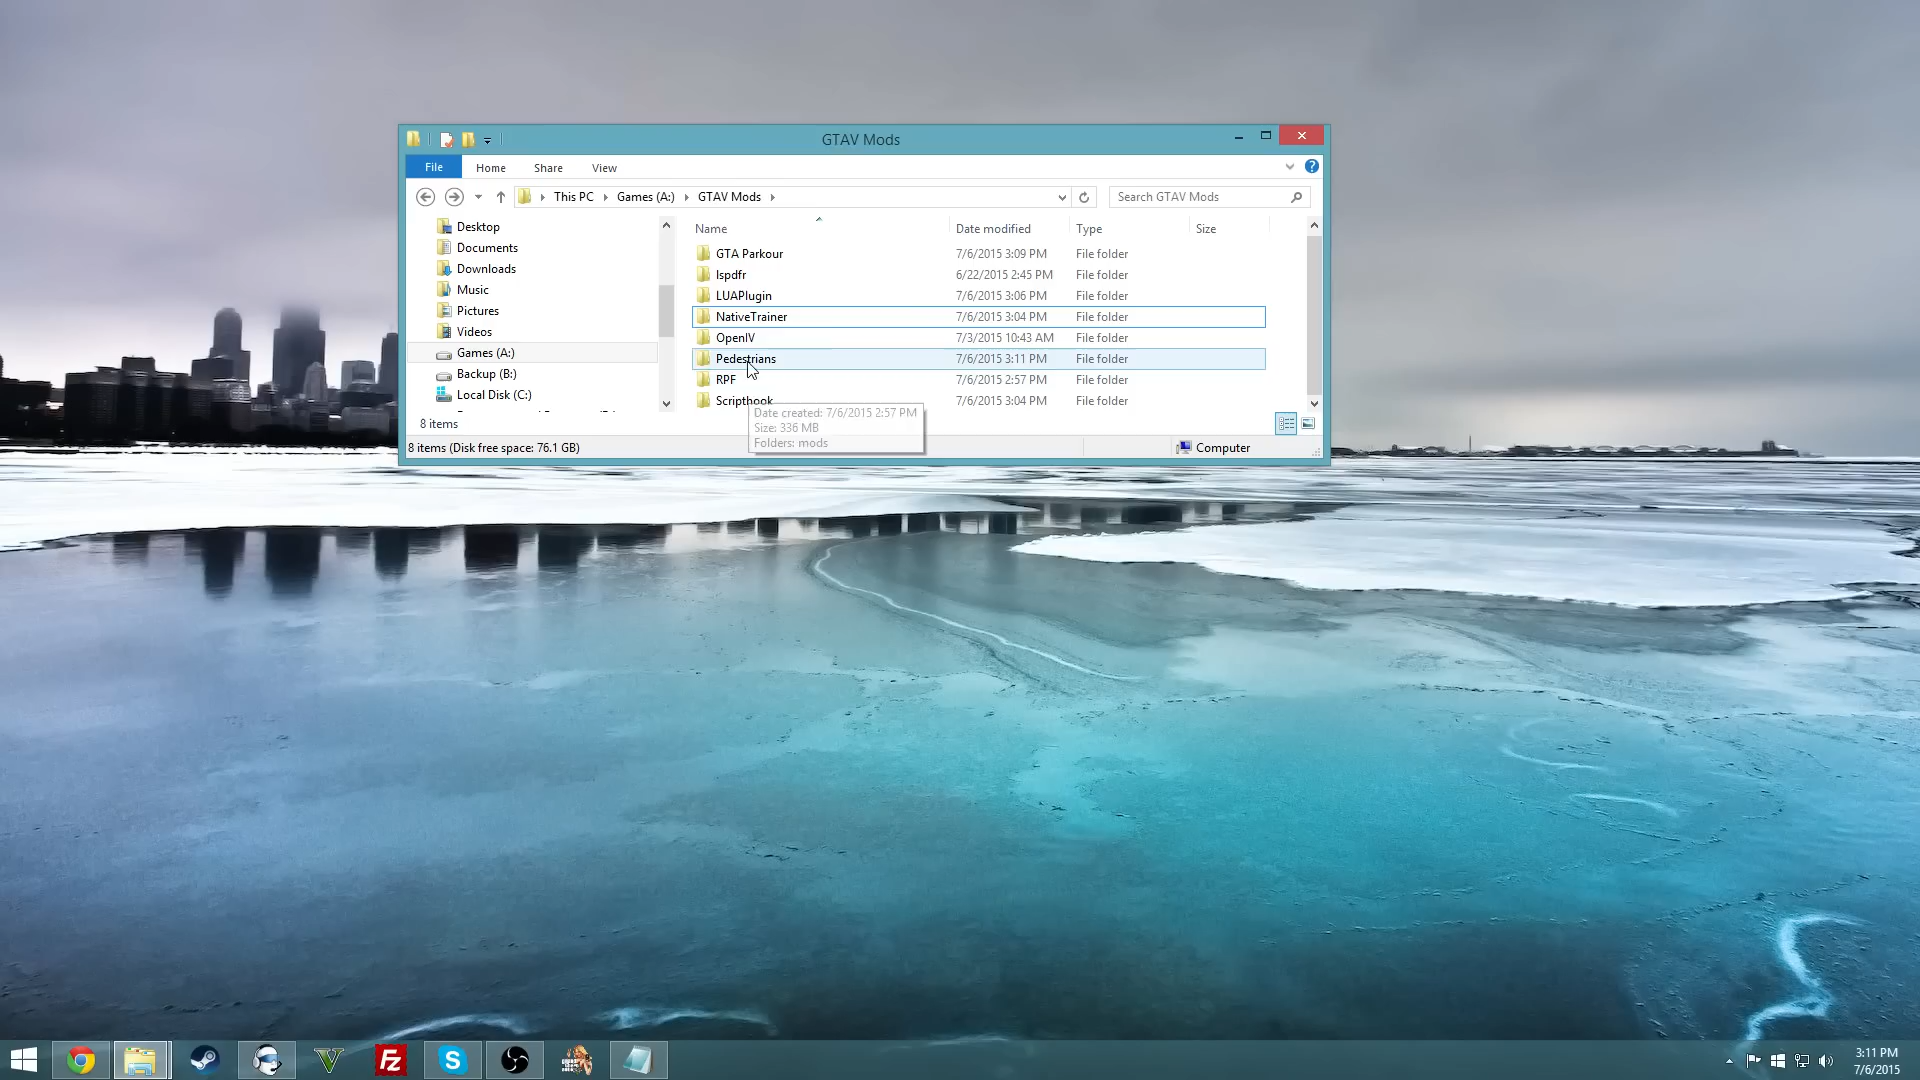 GTAV Mods
File Home Share View
This PC Games (A:) GTAV Mods Search GTAV Mods
Name Date modified Type Size
Desktop
Documents
Downloads
Music
Pictures
Videos
Games (A:)
Backup (B:)
Local Disk (C:)
GTA Parkour 7/6/2015 3:09 PM File folder
lspdfr 6/22/2015 2:45 PM File folder
LUAPlugin 7/6/2015 3:06 PM File folder
NativeTrainer 7/6/2015 3:04 PM File folder
OpenIV 7/3/2015 10:43 AM File folder
Pedestrians 7/6/2015 3:11 PM File folder
RPF 7/6/2015 2:57 PM File folder
Scripthook 7/6/2015 3:04 PM File folder
Date created: 7/6/2015 2:57 PM
Size: 336 MB
Folders: mods
8 items
8 items (Disk free space: 76.1 GB) Computer
3:11 PM
7/6/2015